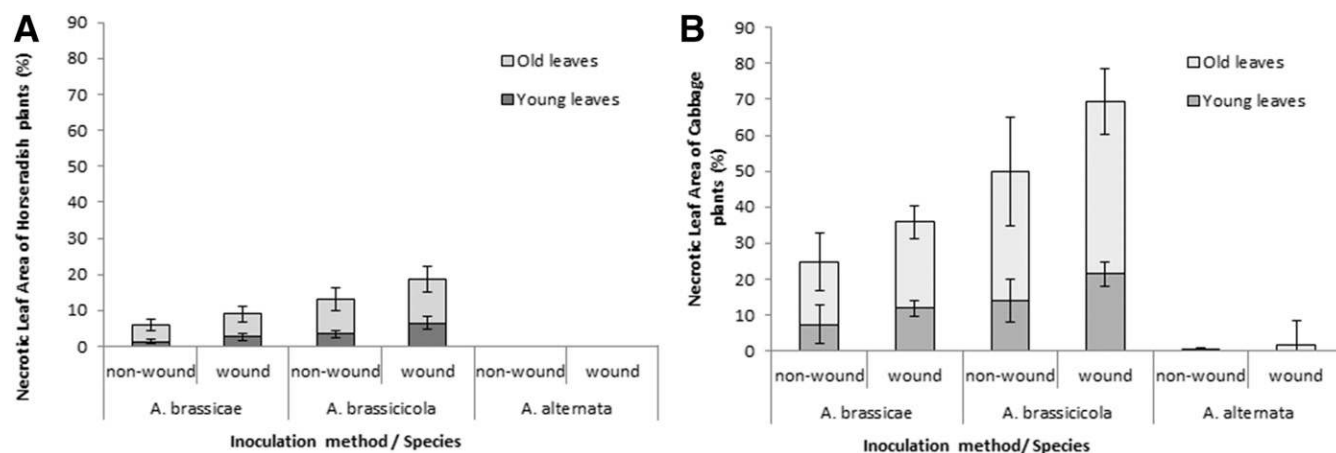 A
Necrotic Leaf Area of Horseradish plants (%)
90
80
70
60
50
40
30
20
10
0
Old leaves
Young leaves
non-wound wound non-wound wound non-wound wound
A. brassicae A. brassicicola A. alternata
Inoculation method / Species
B
Necrotic Leaf Area of Cabbage
plants (%)
90
80
70
60
50
40
30
20
10
0
Old leaves
Young leaves
non-wound wound non-wound wound non-wound wound
A. brassicae A. brassicicola A. alternata
Inoculation method/ Species